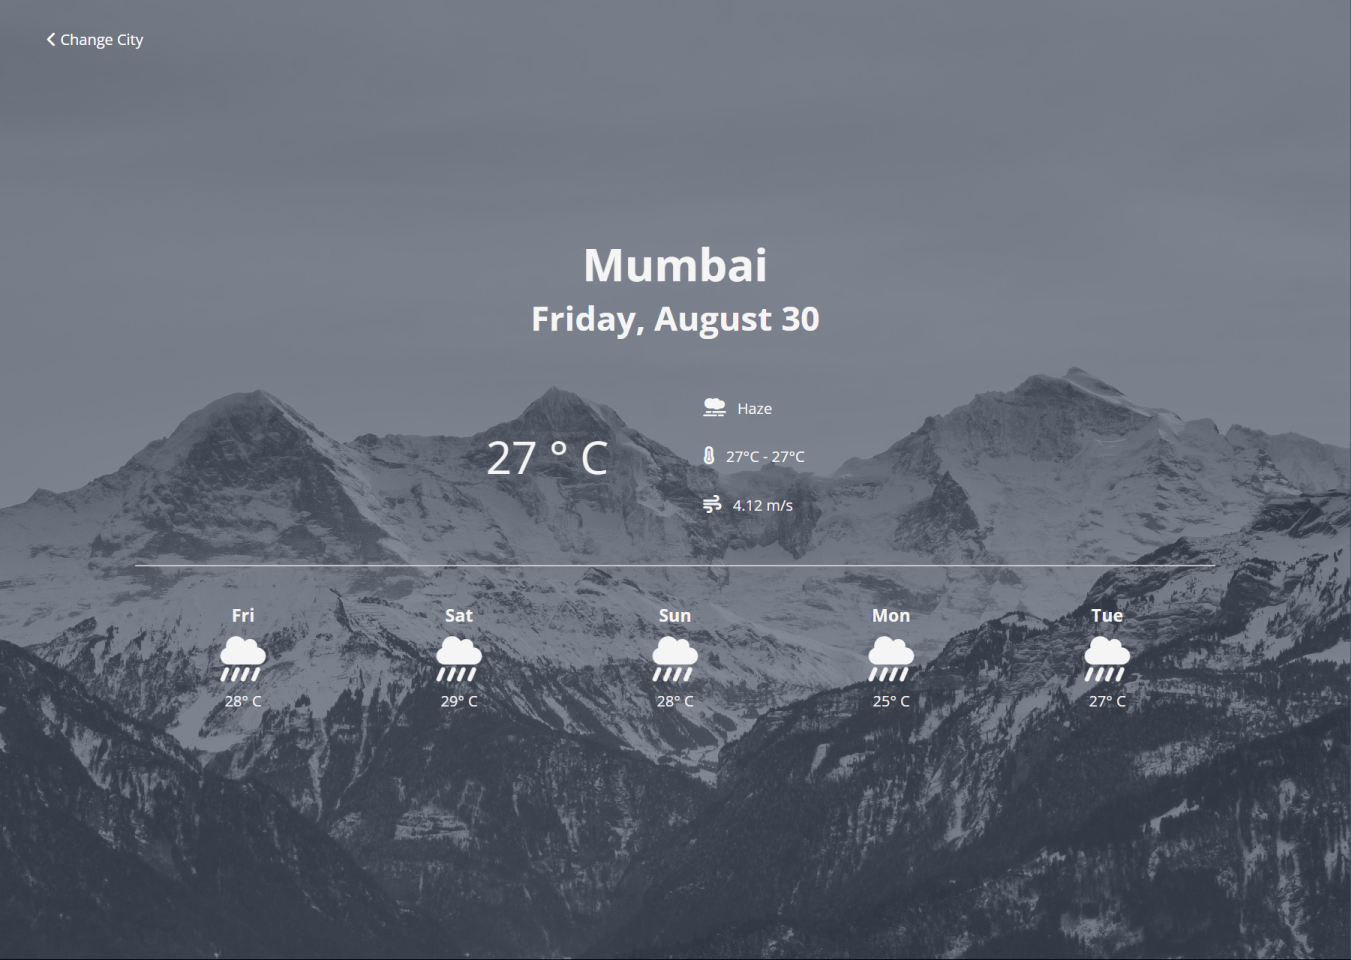 Change City
Mumbai
Friday, August 30
27 ° C
Haze
27°C - 27°C
4.12 m/s
Fri
Sat
Sun
Mon
Tue
28° C
29° C
28° C
25° C
27° C